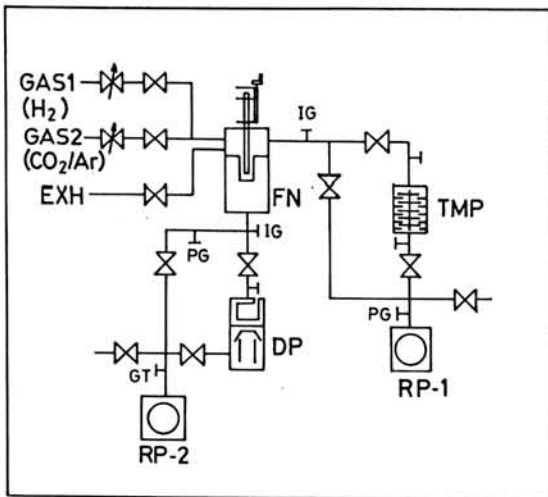 GAS1
(H₂)
GAS2
(CO₂/Ar)
EXH
IG
FN
TMP
IG
PG
PG
DP
GT
RP-1
RP-2